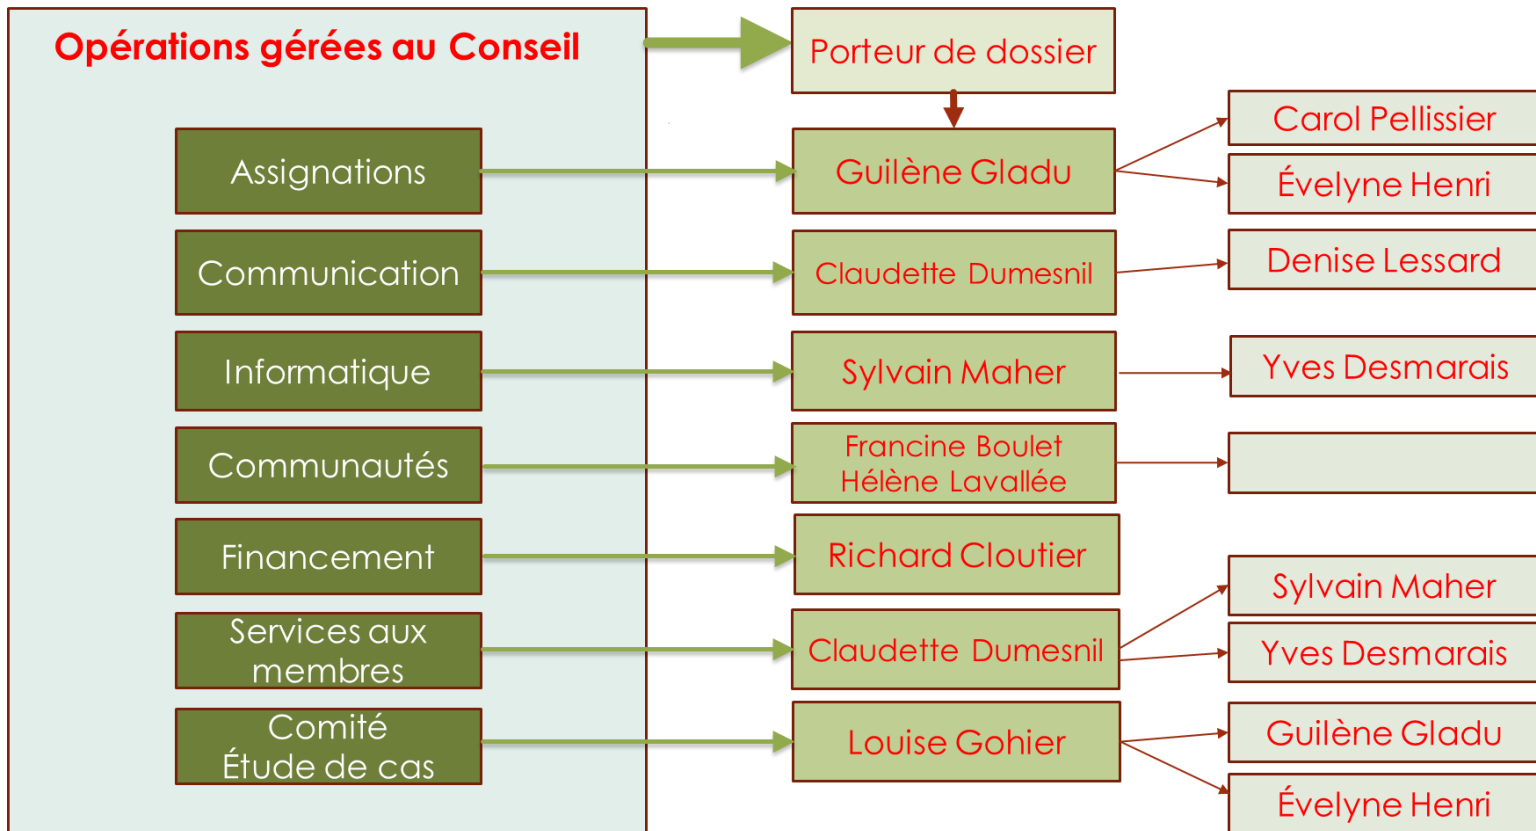 Opérations gérées au Conseil
Porteur de dossier
Assignations
Guilène Gladu
Carol Pellissier
Évelyne Henri
Communication
Claudette Dumesnil
Denise Lessard
Informatique
Sylvain Maher
Yves Desmarais
Communautés
Francine Boulet
Hélène Lavallée
Financement
Richard Cloutier
Services aux
membres
Claudette Dumesnil
Sylvain Maher
Yves Desmarais
Comité
Étude de cas
Louise Gohier
Guilène Gladu
Évelyne Henri